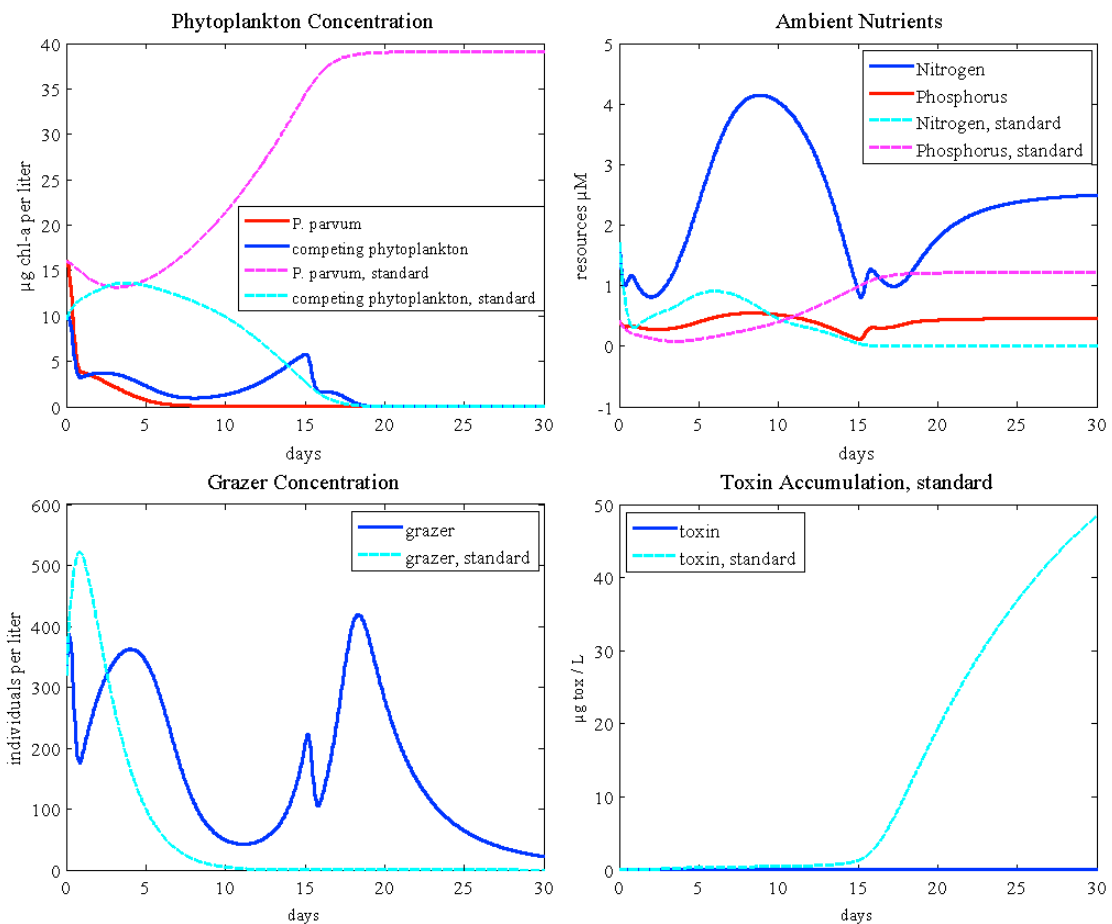 Phytoplankton Concentration
40
35
30
25
20
15
10
5
0
µg chl-a per liter
P. parvum
competing phytoplankton
P. parvum, standard
competing phytoplankton, standard
0 5 10 15 20 25 30
days
Ambient Nutrients
5
4
3
2
1
0
-1
resources µM
Nitrogen
Phosphorus
Nitrogen, standard
Phosphorus, standard
0 5 10 15 20 25 30
days
Grazer Concentration
600
500
400
300
200
100
0
individuals per liter
grazer
grazer, standard
0 5 10 15 20 25 30
days
Toxin Accumulation, standard
50
40
30
20
10
0
µg tox / L
toxin
toxin, standard
0 5 10 15 20 25 30
days